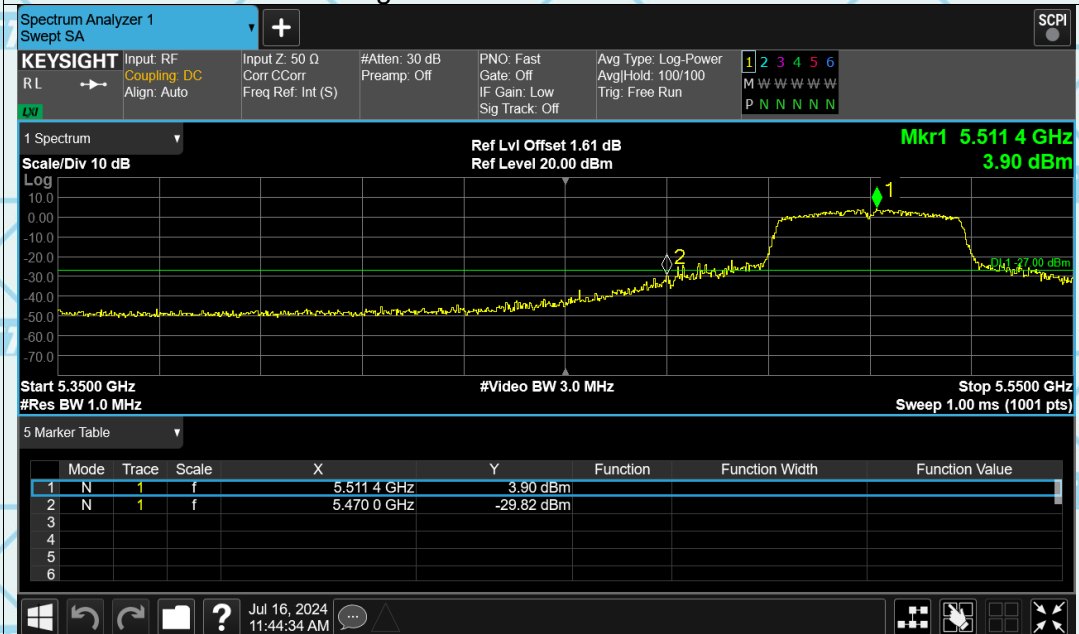 Spectrum Analyzer 1
Swept SA
+
SCPI
KEYSIGHT Input: RF Input Z: 50 Ω #Atten: 30 dB PNO: Fast Avg Type: Log-Power 1 2 3 4 5 6
RL Coupling: DC Corr CCorr Preamp: Off Gate: Off Avg|Hold: 100/100 M W W W W W
Align: Auto Freq Ref: Int (S) IF Gain: Low Trig: Free Run P N N N N N
LXI Sig Track: Off
1 Spectrum Ref Lvl Offset 1.61 dB Mkr1 5.511 4 GHz
Scale/Div 10 dB Ref Level 20.00 dBm 3.90 dBm
Log
10.0 1
0.00
-10.0
-20.0 2
DL1 -27.00 dBm
-30.0
-40.0
-50.0
-60.0
-70.0
Start 5.3500 GHz #Video BW 3.0 MHz Stop 5.5500 GHz
#Res BW 1.0 MHz Sweep 1.00 ms (1001 pts)
5 Marker Table
Mode Trace Scale X Y Function Function Width Function Value
1 N 1 f 5.511 4 GHz 3.90 dBm
2 N 1 f 5.470 0 GHz -29.82 dBm
3
4
5
6
? Jul 16, 2024
11:44:34 AM